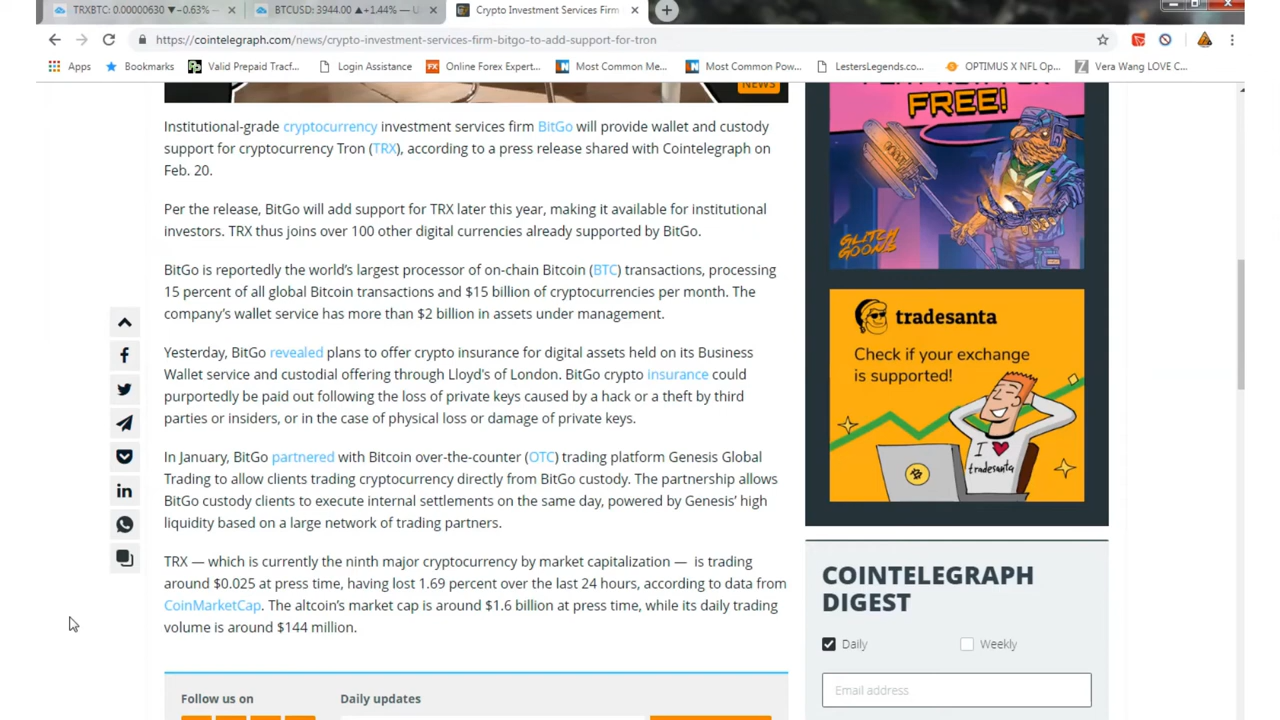 TRXBTC: 0.00000630 ▼−0.63% —
BTCUSD: 3944.00 ▲+1.44% — U
Crypto Investment Services Firm
https://cointelegraph.com/news/crypto-investment-services-firm-bitgo-to-add-support-for-tron
Apps Bookmarks Valid Prepaid Tracf... Login Assistance Online Forex Expert... Most Common Me... Most Common Pow... LestersLegends.co... OPTIMUS X NFL Op... Vera Wang LOVE C...
NEWS
FREE!
GLITCH
GOONS
Institutional-grade cryptocurrency investment services firm BitGo will provide wallet and custody
support for cryptocurrency Tron (TRX), according to a press release shared with Cointelegraph on
Feb. 20.
Per the release, BitGo will add support for TRX later this year, making it available for institutional
investors. TRX thus joins over 100 other digital currencies already supported by BitGo.
BitGo is reportedly the world's largest processor of on-chain Bitcoin (BTC) transactions, processing
15 percent of all global Bitcoin transactions and $15 billion of cryptocurrencies per month. The
company's wallet service has more than $2 billion in assets under management.
Yesterday, BitGo revealed plans to offer crypto insurance for digital assets held on its Business
Wallet service and custodial offering through Lloyd's of London. BitGo crypto insurance could
purportedly be paid out following the loss of private keys caused by a hack or a theft by third
parties or insiders, or in the case of physical loss or damage of private keys.
In January, BitGo partnered with Bitcoin over-the-counter (OTC) trading platform Genesis Global
Trading to allow clients trading cryptocurrency directly from BitGo custody. The partnership allows
BitGo custody clients to execute internal settlements on the same day, powered by Genesis' high
liquidity based on a large network of trading partners.
TRX — which is currently the ninth major cryptocurrency by market capitalization — is trading
around $0.025 at press time, having lost 1.69 percent over the last 24 hours, according to data from
CoinMarketCap. The altcoin's market cap is around $1.6 billion at press time, while its daily trading
volume is around $144 million.
Follow us on
Daily updates
tradesanta
Check if your exchange
is supported!
I ♥
tradesanta
COINTELEGRAPH
DIGEST
Daily Weekly
Email address